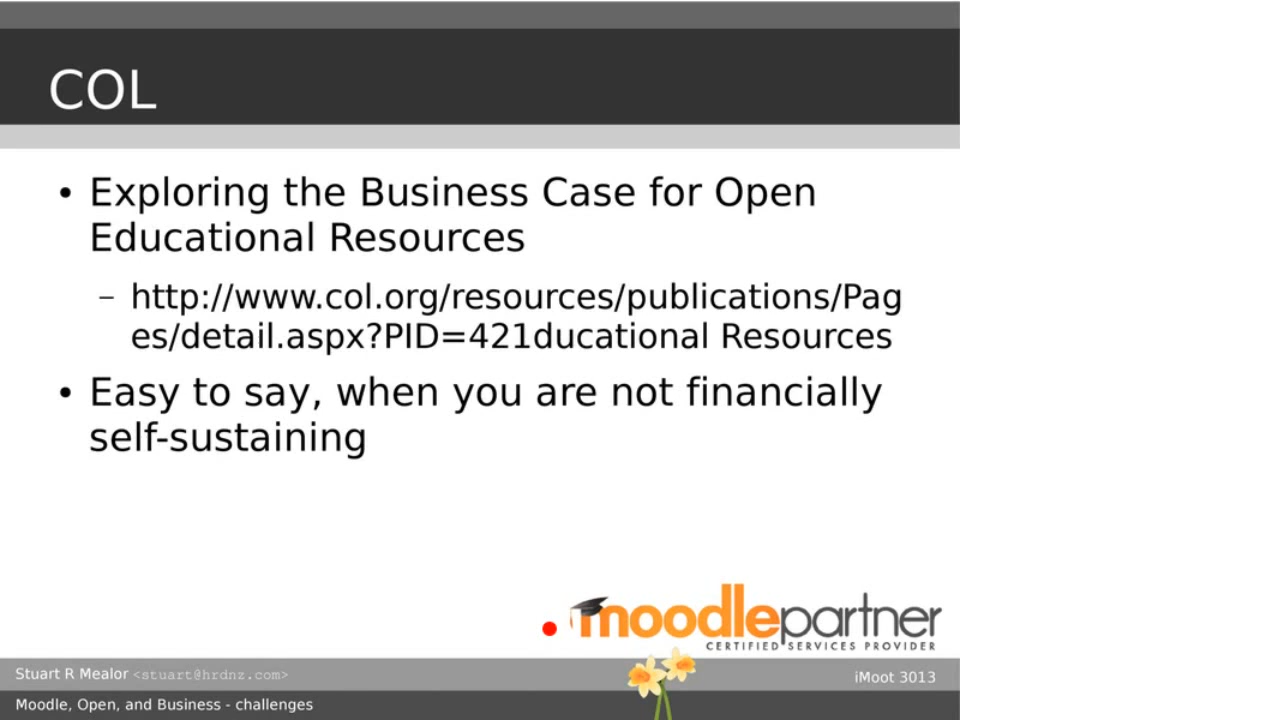 COL
• Exploring the Business Case for Open
Educational Resources
– http://www.col.org/resources/publications/Pag
es/detail.aspx?PID=421ducational Resources
• Easy to say, when you are not financially
self-sustaining
moodlepartner
CERTIFIED SERVICES PROVIDER
Stuart R Mealor <stuart@hrdnz.com>
iMoot 3013
Moodle, Open, and Business - challenges